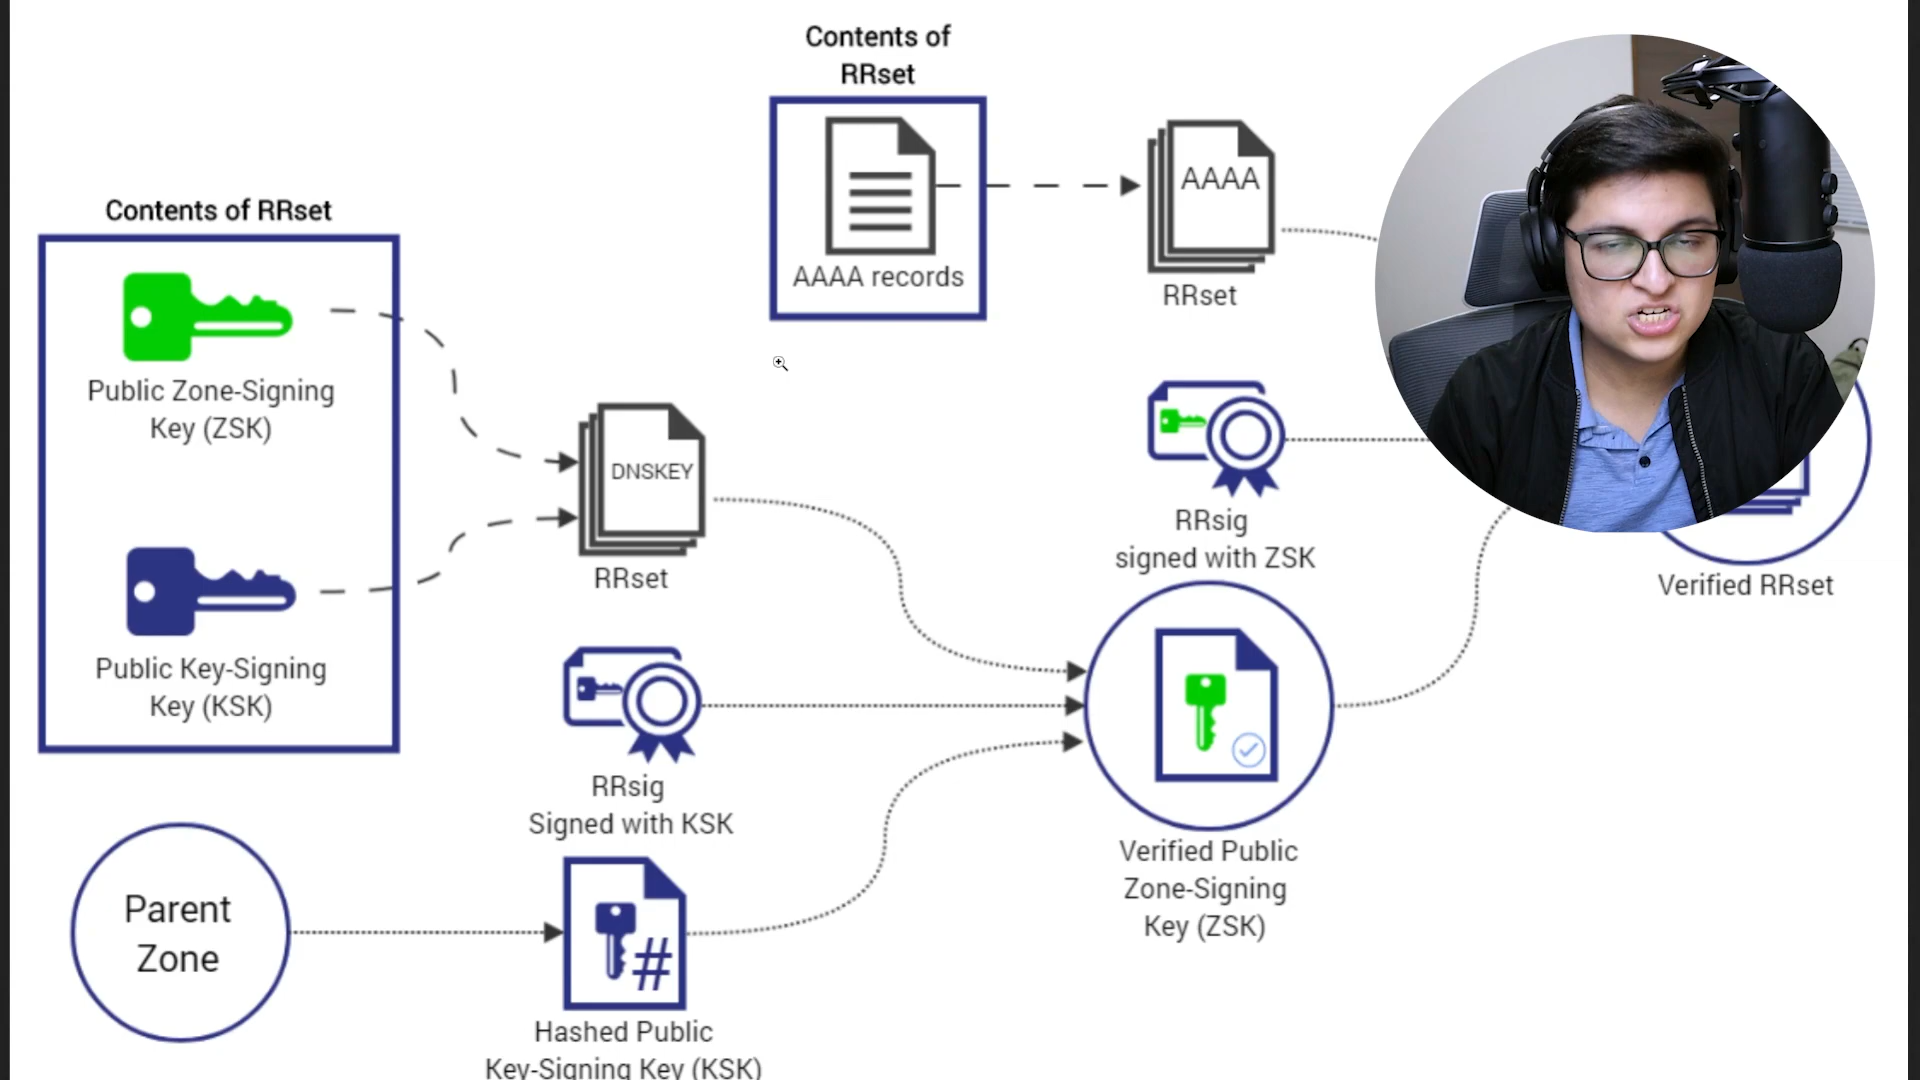 Contents of
RRset
AAAA records
AAAA
RRset
Contents of RRset
Public Zone-Signing
Key (ZSK)
Public Key-Signing
Key (KSK)
DNSKEY
RRset
RRsig
signed with ZSK
Verified RRset
RRsig
Signed with KSK
Parent
Zone
#
Hashed Public
Key-Signing Key (KSK)
Verified Public
Zone-Signing
Key (ZSK)